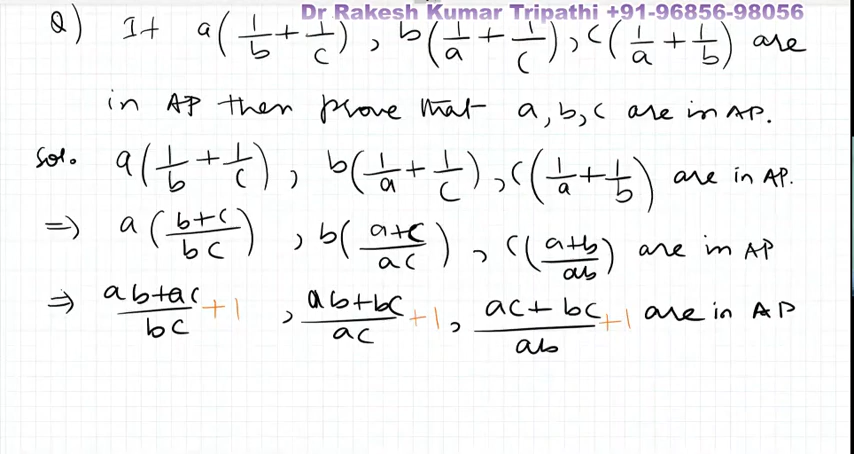 Dr Rakesh Kumar Tripathi +91-96856-98056
Q) If a(1/b + 1/c), b(1/a + 1/c), c(1/a + 1/b) are
in AP then prove that a, b, c are in AP.
Sol. a(1/b + 1/c), b(1/a + 1/c), c(1/a + 1/b) are in AP.
⇒ a((b+c)/bc), b((a+c)/ac), c((a+b)/ab) are in AP
⇒ (ab+ac)/bc +1, (ab+bc)/ac +1, (ac+bc)/ab +1 are in AP